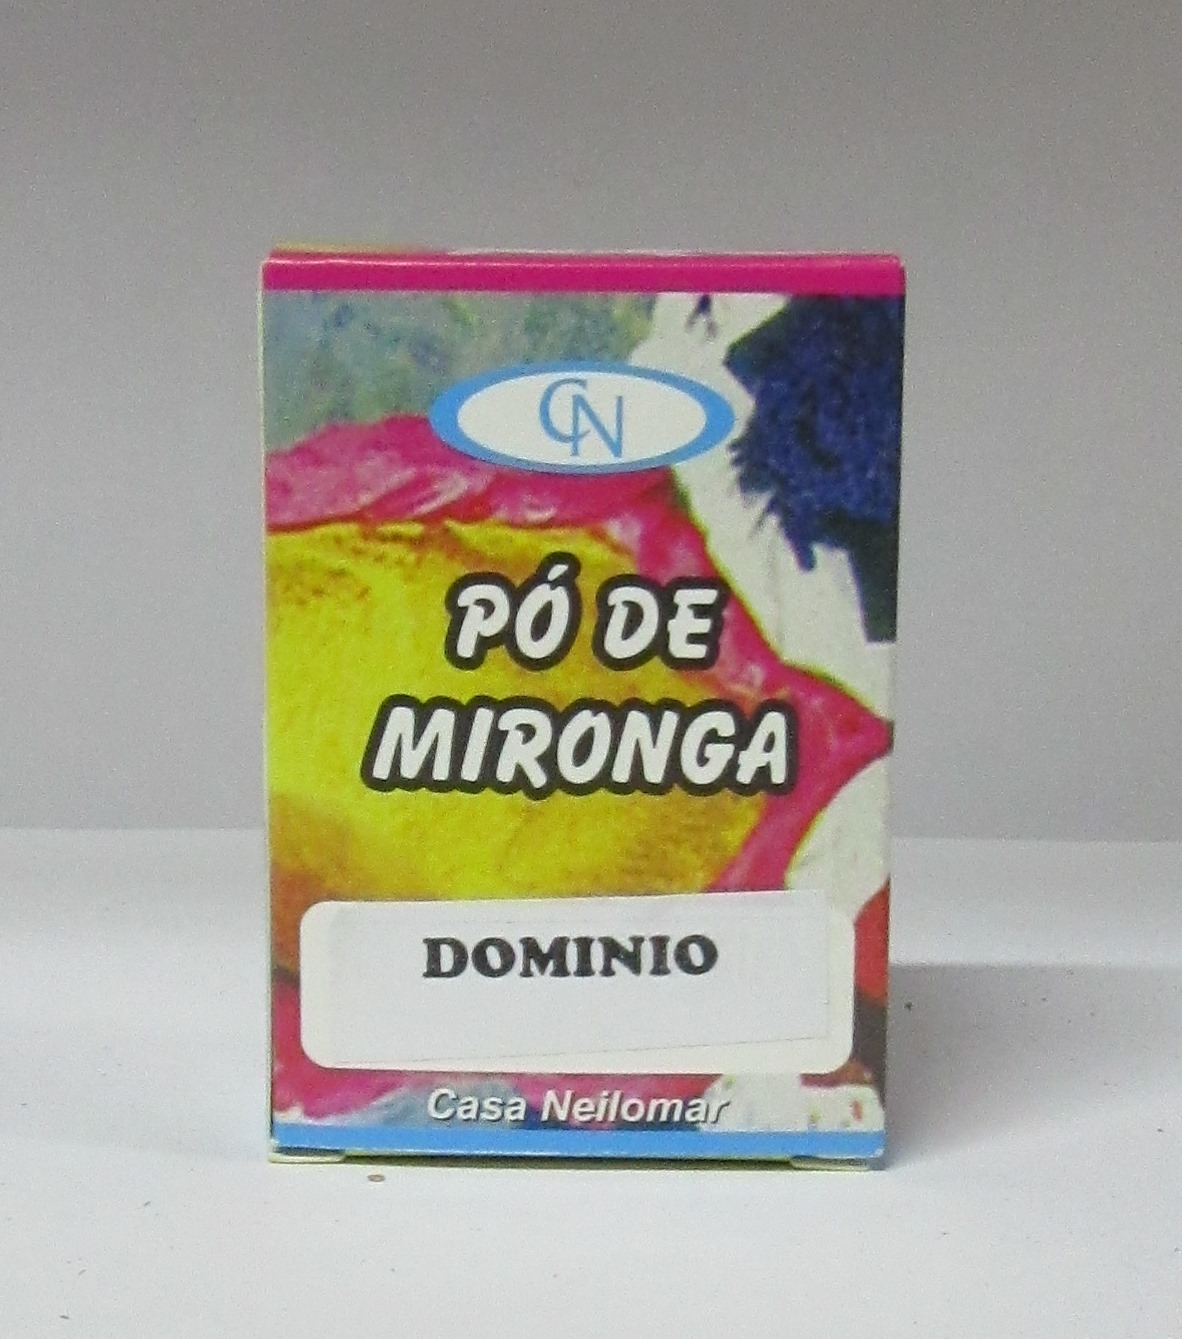 CN
PÓ DE
MIRONGA
DOMINIO
Casa Neilomar